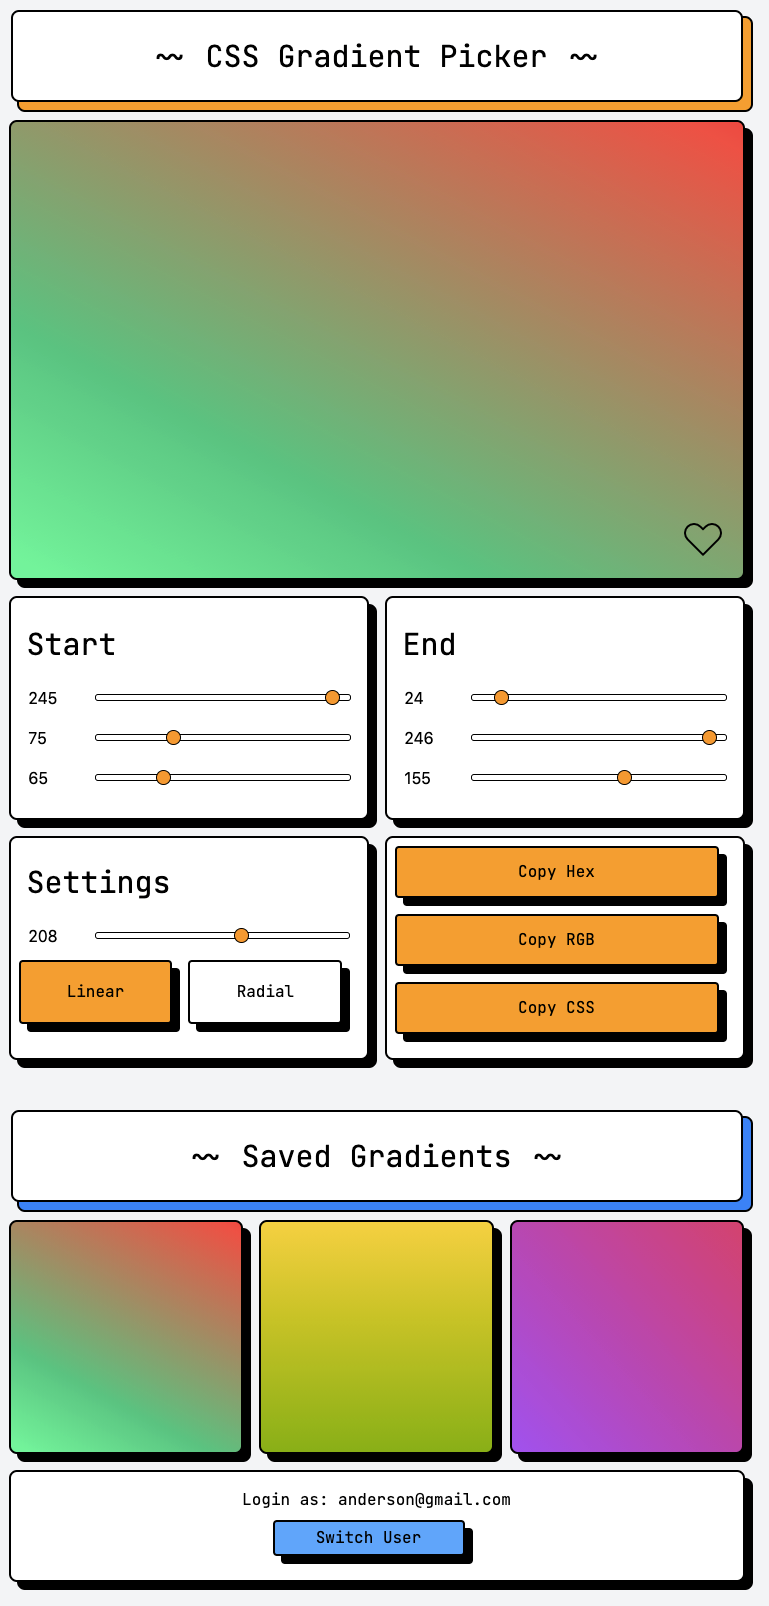 ~~ CSS Gradient Picker ~~
Start
245
75
65
End
24
246
155
Settings
208
Linear
Radial
Copy Hex
Copy RGB
Copy CSS
~~ Saved Gradients ~~
Login as: anderson@gmail.com
Switch User